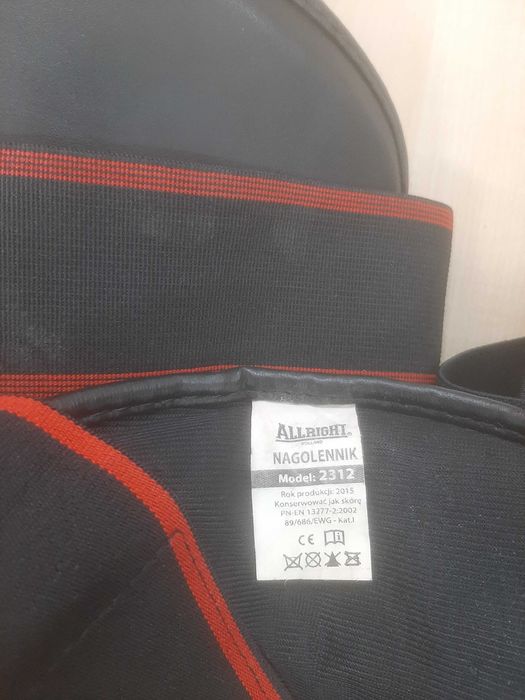 ALLRIGHT®
POLAND
NAGOLENNIK
Model: 2312
Rok produkcji: 2015
Konserwować jak skórę
PN-EN 13277-2:2002
89/686/EWG - Kat.I
CE